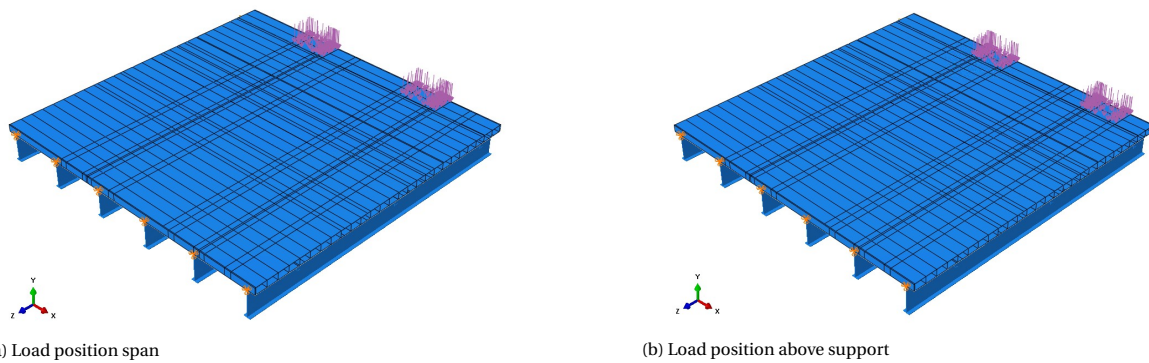 Y
Z
X
Y
Z
X
) Load position span
(b) Load position above support